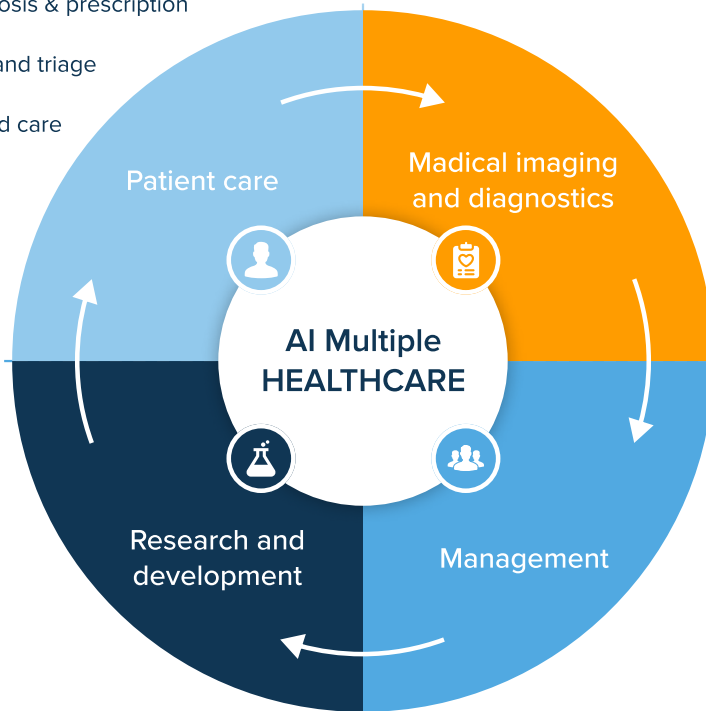 osis & prescription
and triage
d care
Patient care
Madical imaging
and diagnostics
AI Multiple
HEALTHCARE
Research and
development
Management